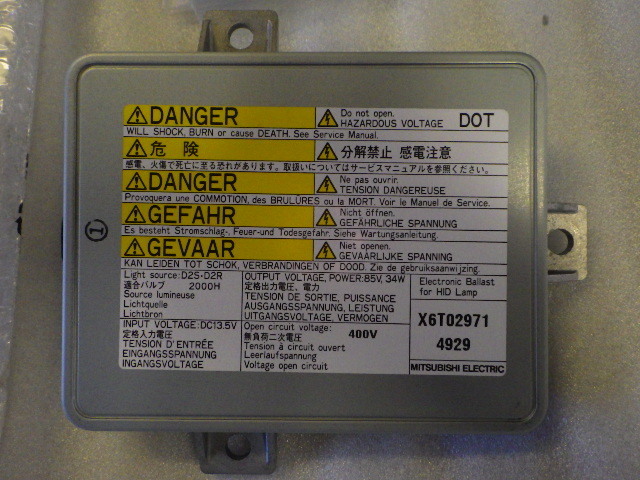 ①
DANGER
Do not open.
HAZARDOUS VOLTAGE DOT
WILL SHOCK, BURN or cause DEATH. See Service Manual.
危 険
分解禁止 感電注意
感電、火傷で死亡に至る恐れがあります。取扱いについてはサービスマニュアルを参照ください。
DANGER
Ne pas ouvrir.
TENSION DANGEREUSE
Provoquera une COMMOTION, des BRULÛRES ou la MORT. Voir le Manuel de Service.
GEFAHR
Nicht öffnen.
GEFÄHRLICHE SPANNUNG
Es besteht Stromschlag-, Feuer-und Todesgefahr. Siehe Wartungsanleitung.
GEVAAR
Niet openen.
GEVAARLIJKE SPANNING
KAN LEIDEN TOT SCHOK, VERBRANDINGEN OF DOOD. Zie de gebruiksaanwijzing.
Light source:D2S-D2R
適合バルブ 2000H
Source lumineuse
Lichtquelle
Lichtbron
OUTPUT VOLTAGE, POWER:85V, 34W
定格出力電圧、電力
TENSION DE SORTIE, PUISSANCE
AUSGANGSSPANNUNG, LEISTUNG
UITGANGSVOLTAGE, VERMOGEN
Electronic Ballast
for HID Lamp
INPUT VOLTAGE:DC13.5V
定格入力電圧
TENSION D'ENTRÉE
EINGANGSSPANNUNG
INGANGSVOLTAGE
Open circuit voltage: 400V
無負荷二次電圧
Tension à circuit ouvert
Leerlaufspannung
Voltage open circuit
X6T02971
4929
MITSUBISHI ELECTRIC